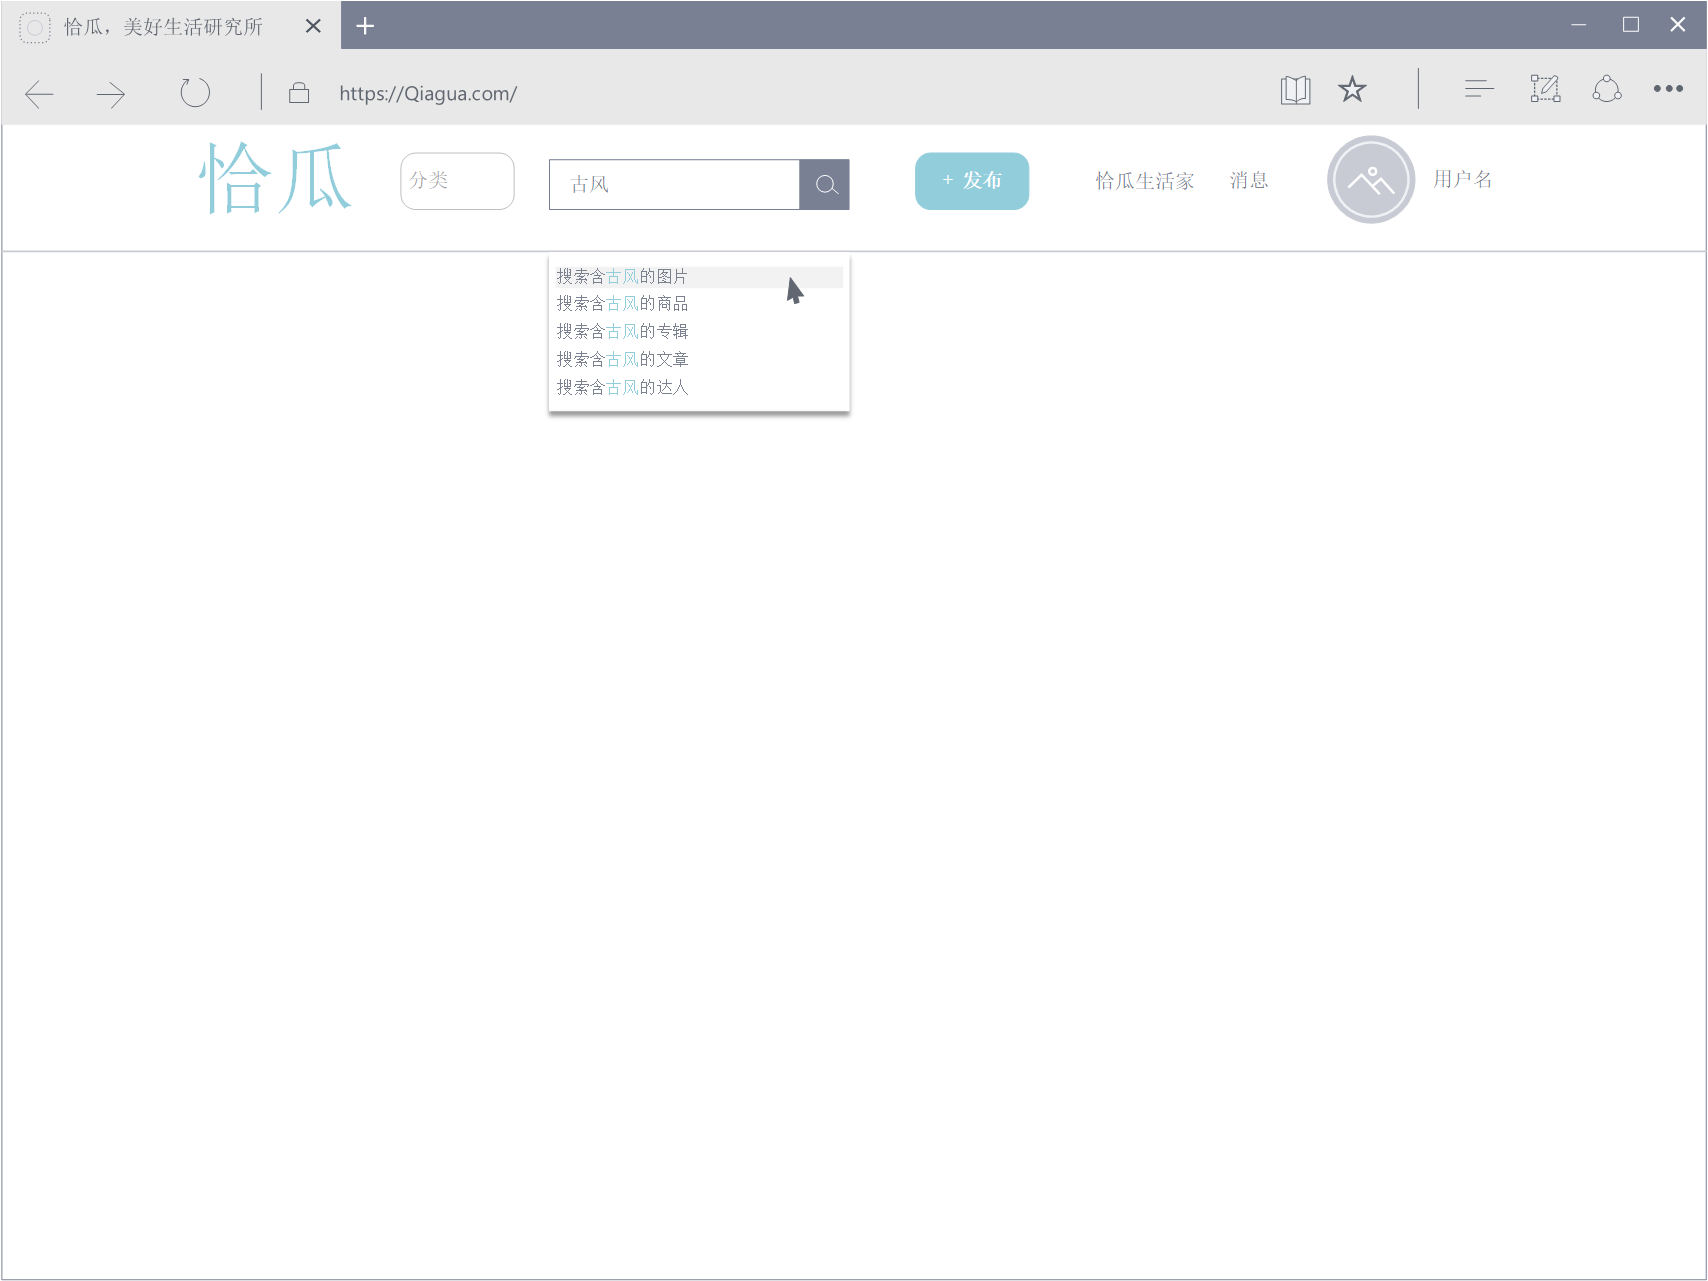 恰瓜，美好生活研究所
https://Qiagua.com/
恰瓜
分类
古风
+ 发布
恰瓜生活家
消息
用户名
搜索含古风的图片
搜索含古风的商品
搜索含古风的专辑
搜索含古风的文章
搜索含古风的达人